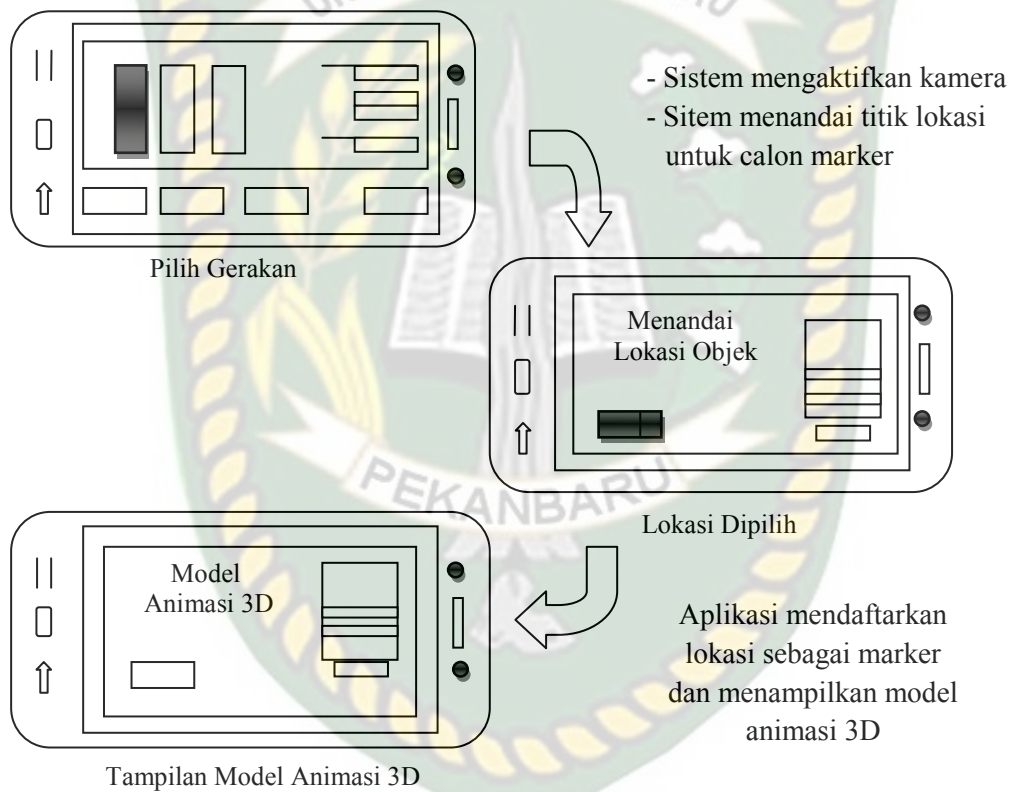 - Sistem mengaktifkan kamera
- Sitem menandai titik lokasi
untuk calon marker
Pilih Gerakan
Menandai
Lokasi Objek
PEKANBARU
Lokasi Dipilih
Model
Animasi 3D
Aplikasi mendaftarkan
lokasi sebagai marker
dan menampilkan model
animasi 3D
Tampilan Model Animasi 3D